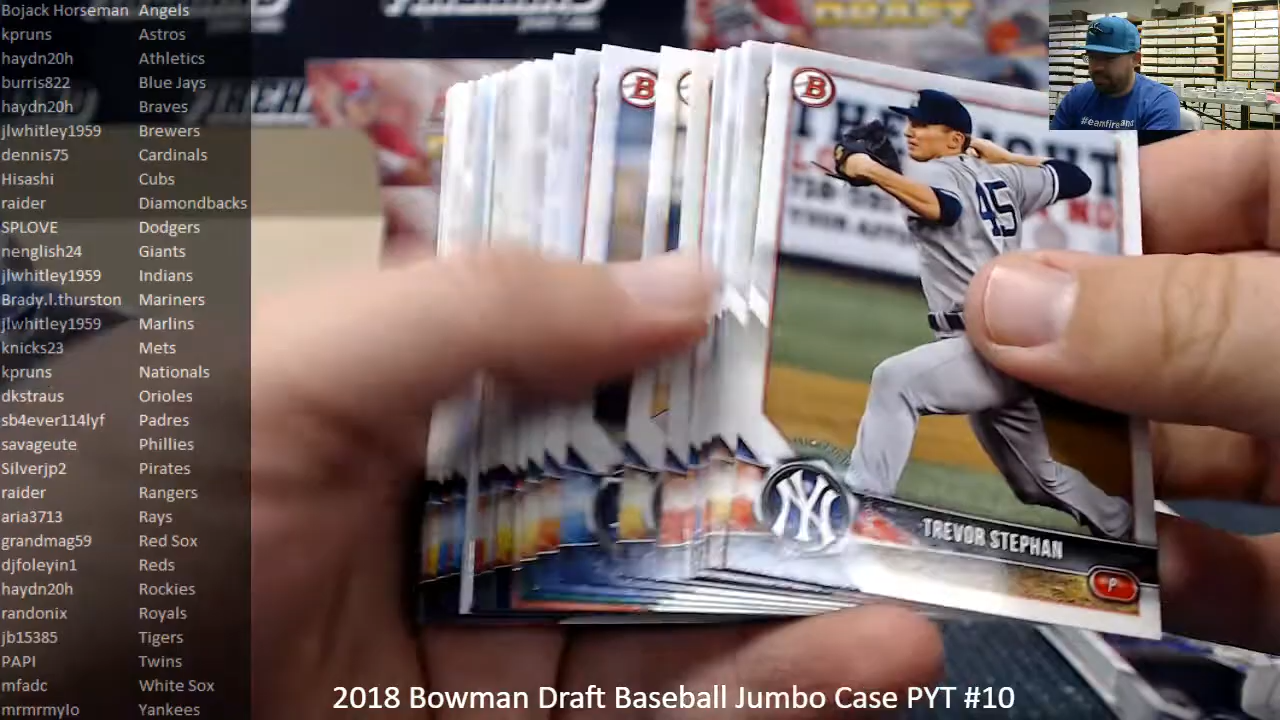 Bojack Horseman Angels
kpruns Astros
haydn20h Athletics
burris822 Blue Jays
haydn20h Braves
jlwhitley1959 Brewers
dennis75 Cardinals
Hisashi Cubs
raider Diamondbacks
SPLOVE Dodgers
nenglish24 Giants
jlwhitley1959 Indians
Brady.l.thurston Mariners
jlwhitley1959 Marlins
knicks23 Mets
kpruns Nationals
dkstraus Orioles
sb4ever114lyf Padres
savageute Phillies
Silverjp2 Pirates
raider Rangers
aria3713 Rays
grandmag59 Red Sox
djfoleyin1 Reds
haydn20h Rockies
randonix Royals
jb15385 Tigers
PAPI Twins
mfadc White Sox
mrmrmylo Yankees
DRAFT
B
B
45
NY
TREVOR STEPHAN
P
2018 Bowman Draft Baseball Jumbo Case PYT #10